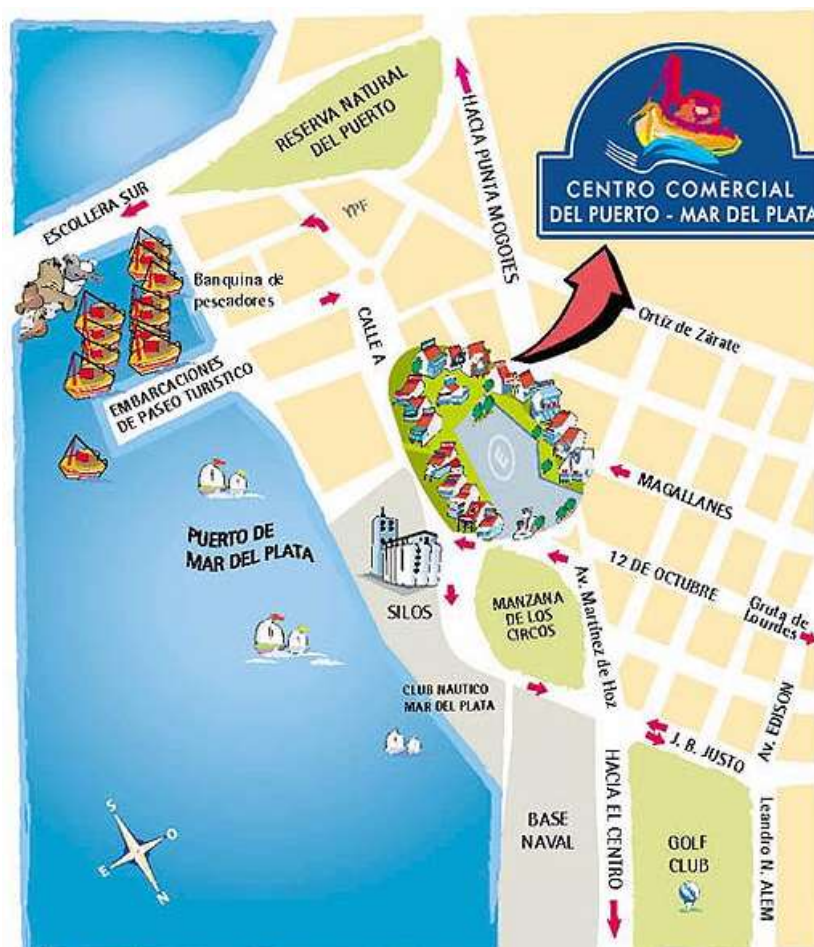 RESERVA NATURAL
DEL PUERTO
HACIA PUNTA MOGOTES
CENTRO COMERCIAL
DEL PUERTO - MAR DEL PLATA
ESCOLLERA SUR
YPF
Banquina de
pescadores
CALLE A
Ortíz de Zárate
EMBARCACIONES
DE PASEO TURISTICO
E
MAGALLANES
PUERTO DE
MAR DEL PLATA
12 DE OCTUBRE
Gruta de
Lourdes
SILOS
MANZANA
DE LOS
CIRCOS
Av. Martínez de Hoz
CLUB NAUTICO
MAR DEL PLATA
J. B. JUSTO
Av. EDISON
HACIA EL CENTRO
BASE
NAVAL
GOLF
CLUB
Leandro N. ALEM
S
O
E
N